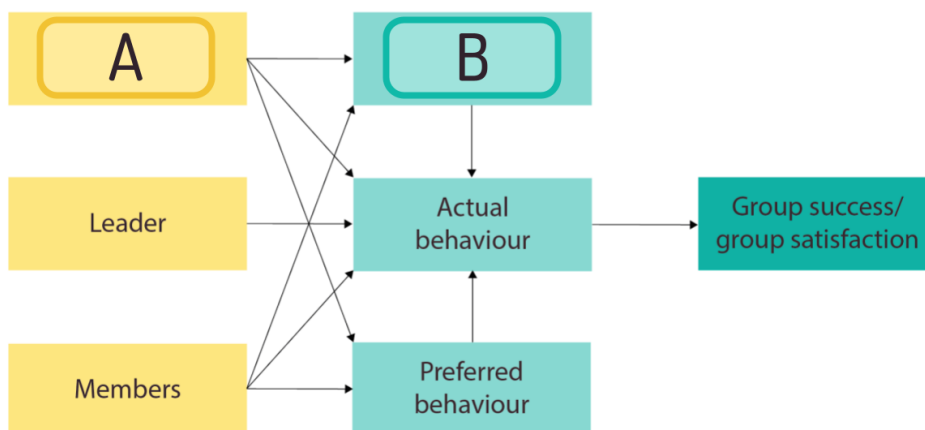 A
B
Leader
Actual
behaviour
Group success/
group satisfaction
Members
Preferred
behaviour